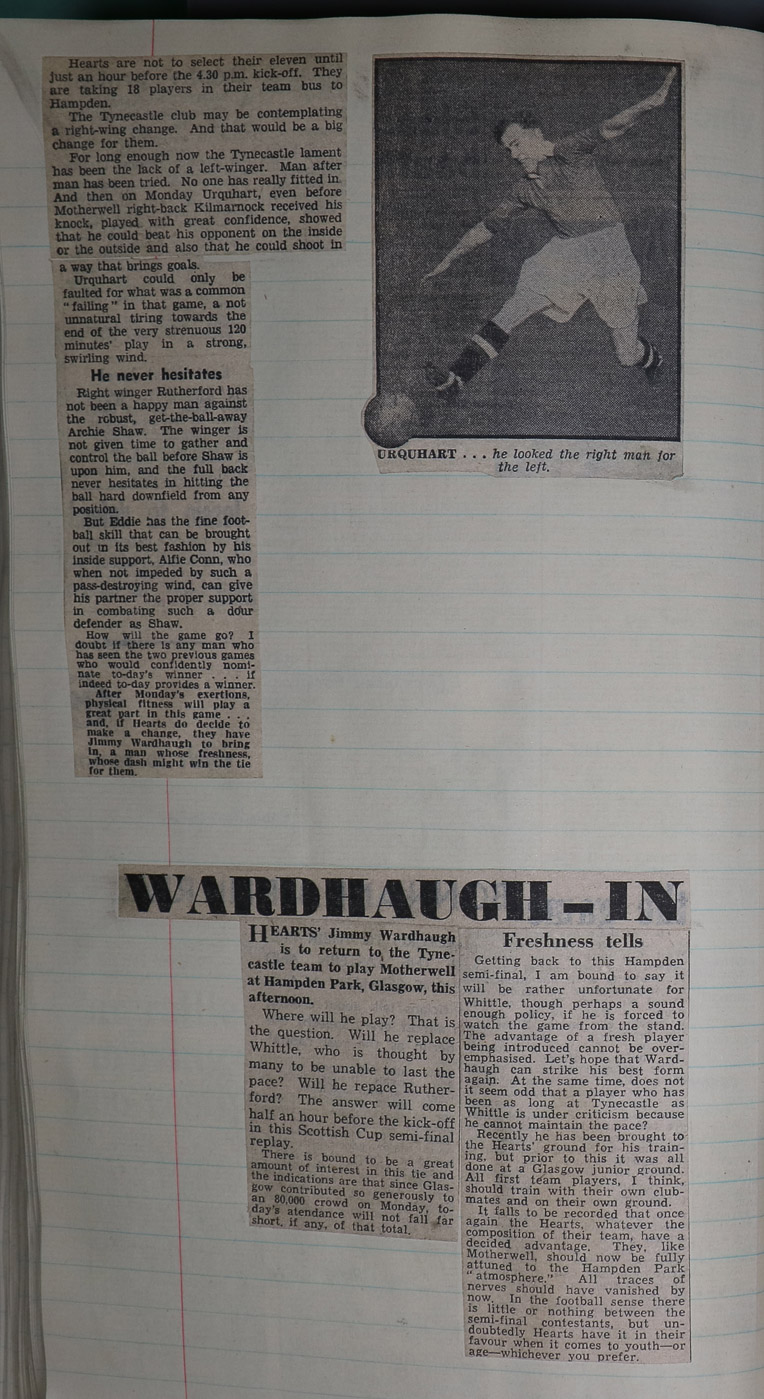 Hearts are not to select their eleven until
just an hour before the 4.30 p.m. kick-off. They
are taking 18 players in their team bus to
Hampden.
The Tynecastle club may be contemplating
a right-wing change. And that would be a big
change for them.
For long enough now the Tynecastle lament
has been the lack of a left-winger. Man after
man has been tried. No one has really fitted in.
And then on Monday Urquhart, even before
Motherwell right-back Kilmarnock received his
knock, played with great confidence, showed
that he could beat his opponent on the inside
or the outside and also that he could shoot in
a way that brings goals.
Urquhart could only be
faulted for what was a common
"failing" in that game, a not
unnatural tiring towards the
end of the very strenuous 120
minutes' play in a strong,
swirling wind.
He never hesitates
Right winger Rutherford has
not been a happy man against
the robust, get-the-ball-away
Archie Shaw. The winger is
not given time to gather and
control the ball before Shaw is
upon him, and the full back
never hesitates in hitting the
ball hard downfield from any
position.
But Eddie has the fine foot-
ball skill that can be brought
out in its best fashion by his
inside support, Alfie Conn, who
when not impeded by such a
pass-destroying wind, can give
his partner the proper support
in combating such a dour
defender as Shaw.
How will the game go? I
doubt if there is any man who
has seen the two previous games
who would confidently nomi-
nate to-day's winner . . . if
indeed to-day provides a winner.
After Monday's exertions,
physical fitness will play a
great part in this game . . .
and, if Hearts do decide to
make a change, they have
Jimmy Wardhaugh to bring
in, a man whose freshness,
whose dash might win the tie
for them.
URQUHART . . . he looked the right man for
the left.
WARDHAUGH - IN
HEARTS' Jimmy Wardhaugh
is to return to the Tyne-
castle team to play Motherwell
at Hampden Park, Glasgow, this
afternoon.
Where will he play? That is
the question. Will he replace
Whittle, who is thought by
many to be unable to last the
pace? Will he repace Ruther-
ford? The answer will come
half an hour before the kick-off
in this Scottish Cup semi-final
replay.
There is bound to be a great
amount of interest in this tie and
the indications are that since Glas-
gow contributed so generously to
an 80,000 crowd on Monday, to-
day's atendance will not fall far
short, if any, of that total.
Freshness tells
Getting back to this Hampden
semi-final, I am bound to say it
will be rather unfortunate for
Whittle, though perhaps a sound
enough policy, if he is forced to
watch the game from the stand.
The advantage of a fresh player
being introduced cannot be over-
emphasised. Let's hope that Ward-
haugh can strike his best form
again. At the same time, does not
it seem odd that a player who has
been as long at Tynecastle as
Whittle is under criticism because
he cannot maintain the pace?
Recently he has been brought to
the Hearts' ground for his train-
ing, but prior to this it was all
done at a Glasgow junior ground.
All first team players, I think,
should train with their own club-
mates and on their own ground.
It falls to be recorded that once
again the Hearts, whatever the
composition of their team, have a
decided advantage. They, like
Motherwell, should now be fully
attuned to the Hampden Park
"atmosphere." All traces of
nerves should have vanished by
now. In the football sense there
is little or nothing between the
semi-final contestants, but un-
doubtedly Hearts have it in their
favour when it comes to youth—or
age—whichever you prefer.